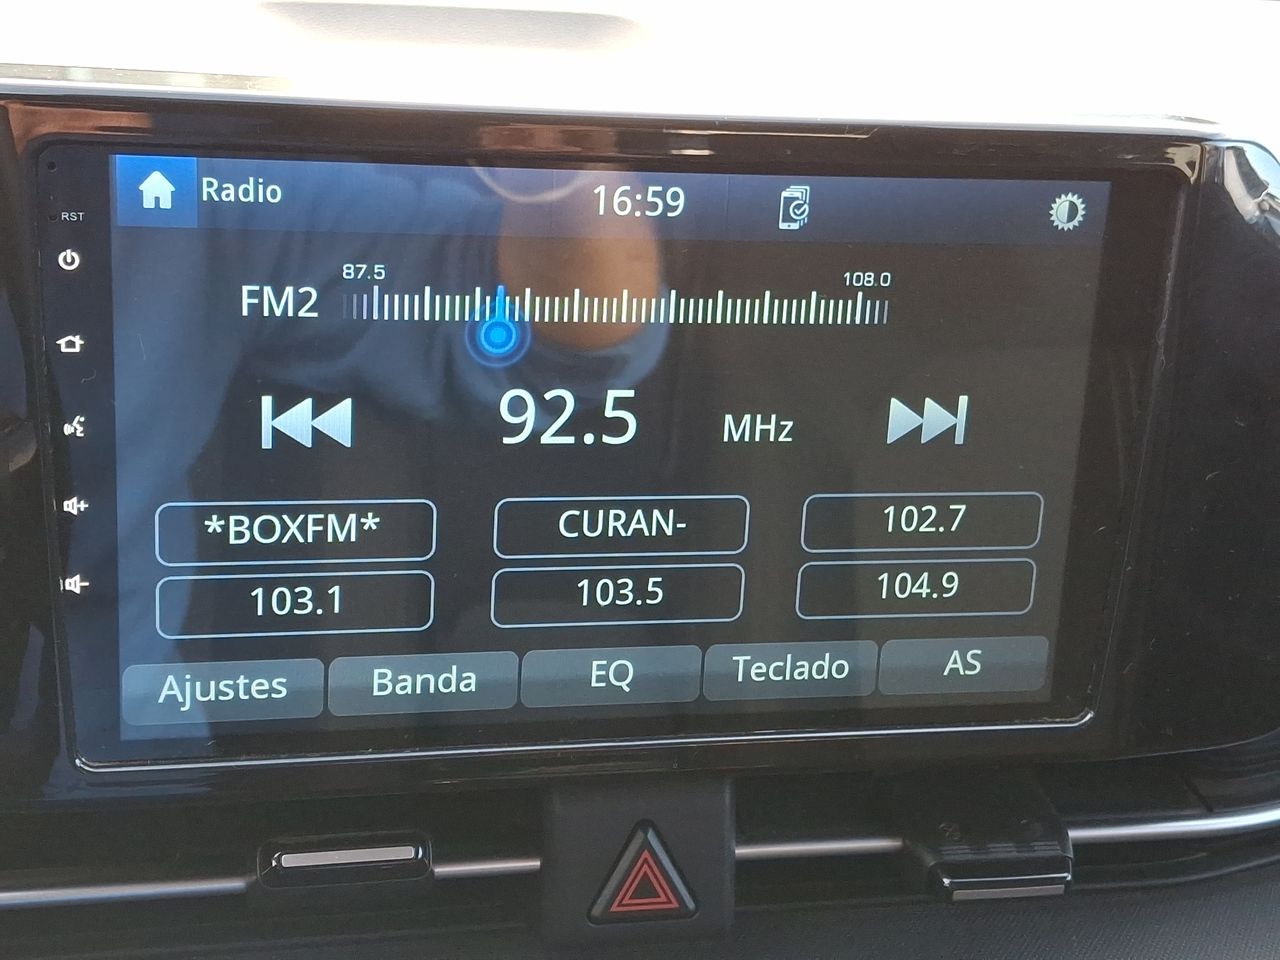 Radio
16:59
RST
87.5
108.0
FM2
92.5 MHz
*BOXFM*
CURAN-
102.7
103.1
103.5
104.9
Ajustes
Banda
EQ
Teclado
AS